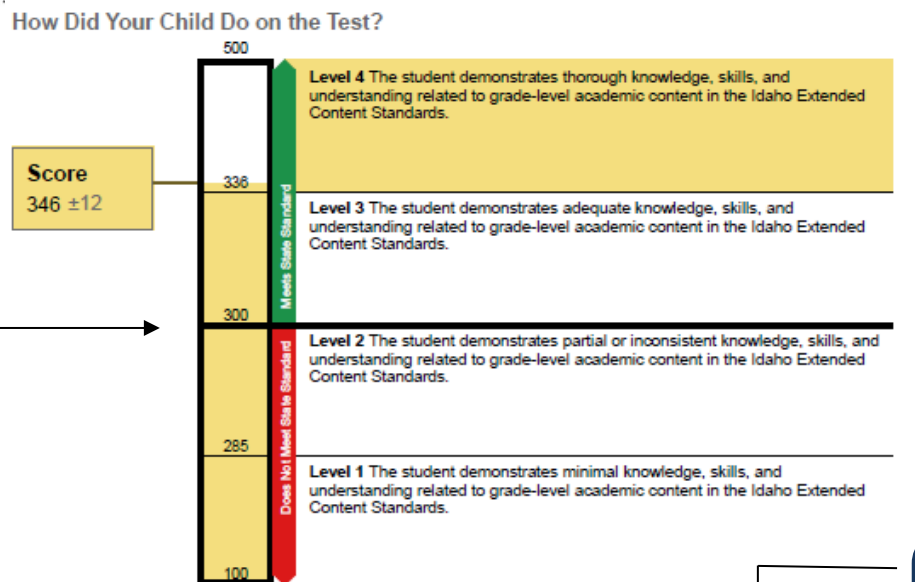 How Did Your Child Do on the Test?
500
Level 4 The student demonstrates thorough knowledge, skills, and
understanding related to grade-level academic content in the Idaho Extended
Content Standards.
Score
346 ±12
336
Level 3 The student demonstrates adequate knowledge, skills, and
understanding related to grade-level academic content in the Idaho Extended
Content Standards.
Meets State Standard
300
Level 2 The student demonstrates partial or inconsistent knowledge, skills, and
understanding related to grade-level academic content in the Idaho Extended
Content Standards.
Does Not Meet State Standard
285
Level 1 The student demonstrates minimal knowledge, skills, and
understanding related to grade-level academic content in the Idaho Extended
Content Standards.
100